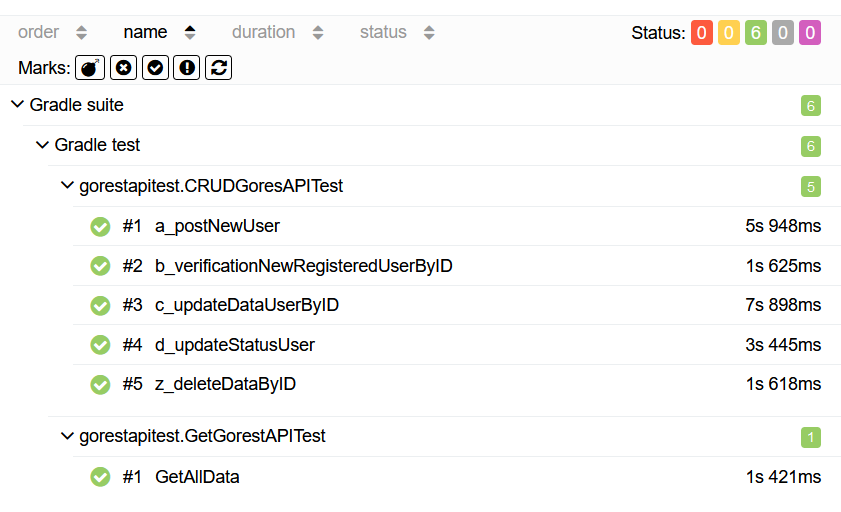 order name duration status Status: 0 0 6 0 0
Marks:
Gradle suite 6
Gradle test 6
gorestapitest.CRUDGoresAPITest 5
#1 a_postNewUser 5s 948ms
#2 b_verificationNewRegisteredUserByID 1s 625ms
#3 c_updateDataUserByID 7s 898ms
#4 d_updateStatusUser 3s 445ms
#5 z_deleteDataByID 1s 618ms
gorestapitest.GetGorestAPITest 1
#1 GetAllData 1s 421ms